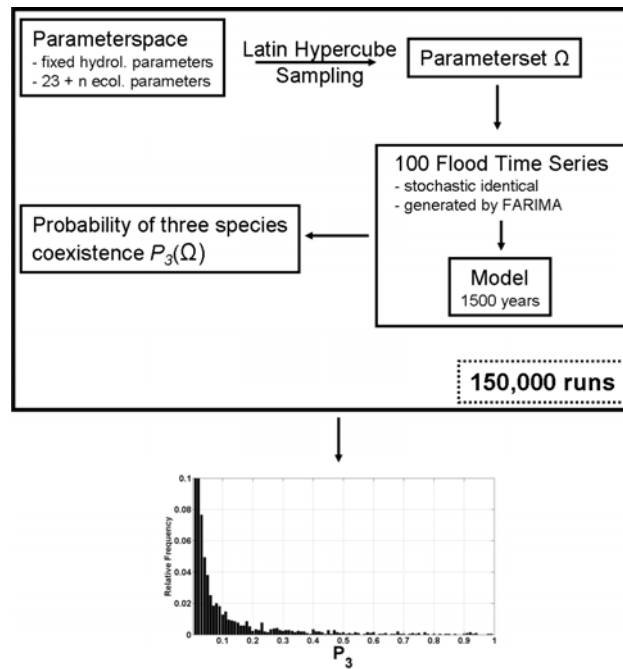 Parameterspace
- fixed hydrol. parameters
- 23 + n ecol. parameters
Latin Hypercube
Sampling
Parameterset Ω
100 Flood Time Series
- stochastic identical
- generated by FARIMA
Model
1500 years
Probability of three species
coexistence P₃(Ω)
150,000 runs
Relative Frequency
0.1
0.08
0.06
0.04
0.02
0
0.1 0.2 0.3 0.4 0.5 0.6 0.7 0.8 0.9 1
P₃